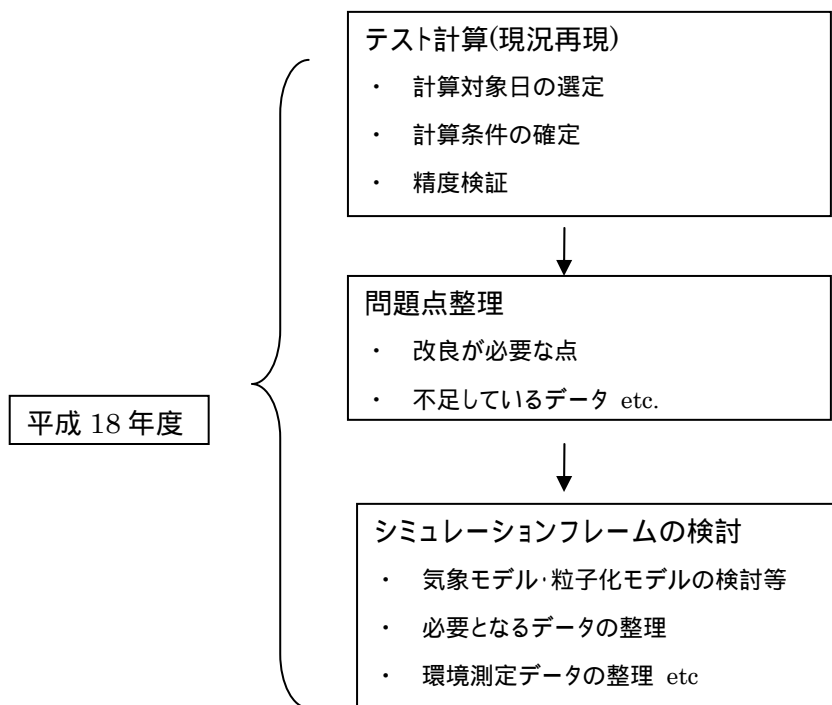 テスト計算(現況再現)
・ 計算対象日の選定
・ 計算条件の確定
・ 精度検証
問題点整理
・ 改良が必要な点
・ 不足しているデータ etc.
平成 18 年度
シミュレーションフレームの検討
・ 気象モデル・粒子化モデルの検討等
・ 必要となるデータの整理
・ 環境測定データの整理 etc